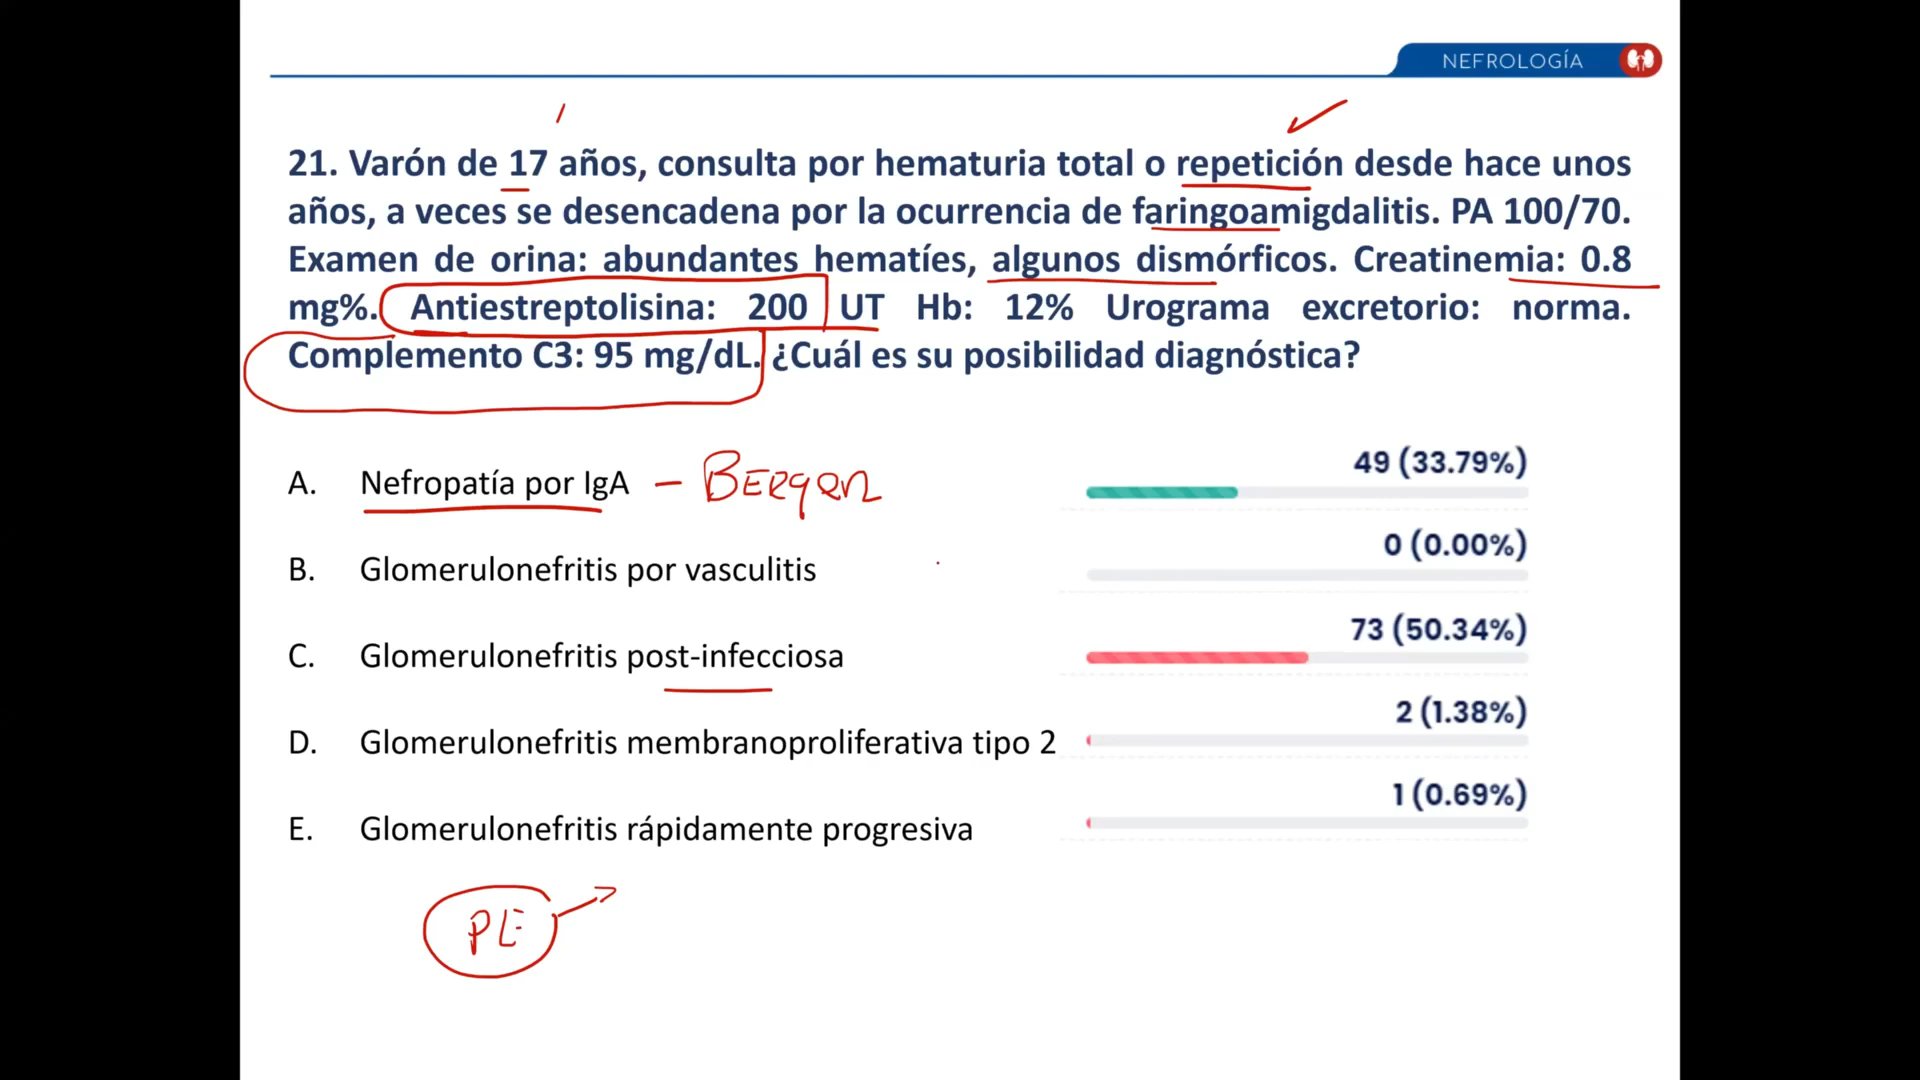 NEFROLOGÍA
21. Varón de 17 años, consulta por hematuria total o repetición desde hace unos
años, a veces se desencadena por la ocurrencia de faringoamigdalitis. PA 100/70.
Examen de orina: abundantes hematíes, algunos dismórficos. Creatinemia: 0.8
mg%. Antiestreptolisina: 200 UT Hb: 12% Urograma excretorio: norma.
Complemento C3: 95 mg/dL. ¿Cuál es su posibilidad diagnóstica?
A. Nefropatía por IgA – BERGER
49 (33.79%)
B. Glomerulonefritis por vasculitis
0 (0.00%)
C. Glomerulonefritis post-infecciosa
73 (50.34%)
D. Glomerulonefritis membranoproliferativa tipo 2
2 (1.38%)
E. Glomerulonefritis rápidamente progresiva
1 (0.69%)
PE